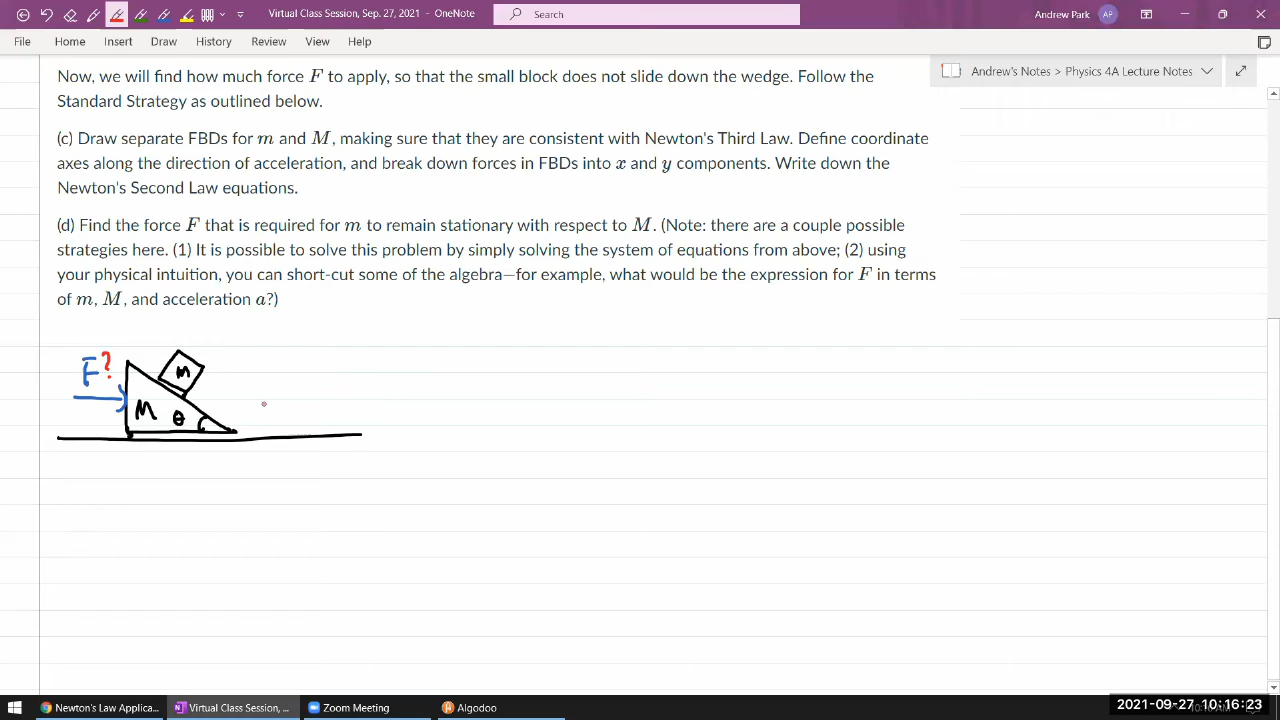 Virtual Class Session, Sep. 27, 2021 - OneNote
Search
Andrew Park AP
File Home Insert Draw History Review View Help
Andrew's Notes > Physics 4A Lecture Notes
Now, we will find how much force F to apply, so that the small block does not slide down the wedge. Follow the
Standard Strategy as outlined below.
(c) Draw separate FBDs for m and M, making sure that they are consistent with Newton's Third Law. Define coordinate
axes along the direction of acceleration, and break down forces in FBDs into x and y components. Write down the
Newton's Second Law equations.
(d) Find the force F that is required for m to remain stationary with respect to M. (Note: there are a couple possible
strategies here. (1) It is possible to solve this problem by simply solving the system of equations from above; (2) using
your physical intuition, you can short-cut some of the algebra—for example, what would be the expression for F in terms
of m, M, and acceleration a?)
F? m
M θ
Newton's Law Applica... Virtual Class Session, ... Zoom Meeting Algodoo
2021-09-27 10:16:23